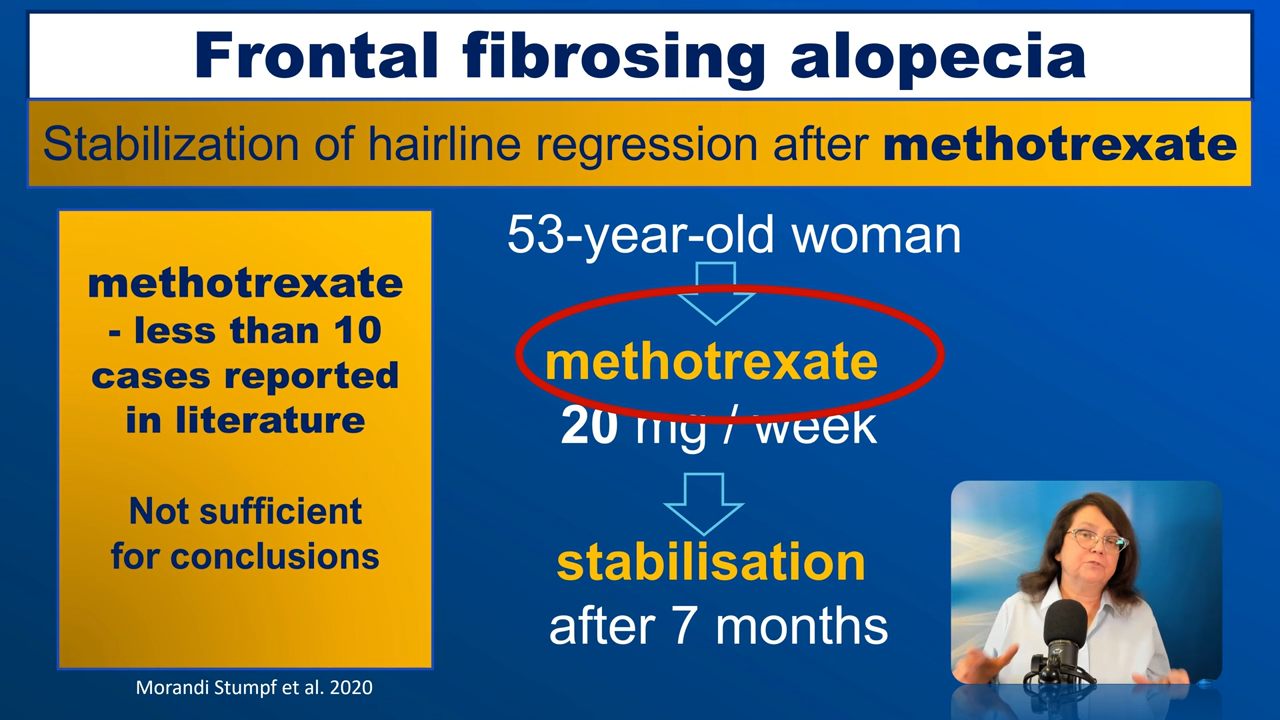 Frontal fibrosing alopecia
Stabilization of hairline regression after methotrexate
methotrexate
- less than 10
cases reported
in literature
Not sufficient
for conclusions
53-year-old woman
methotrexate
20 mg / week
stabilisation
after 7 months
Morandi Stumpf et al. 2020